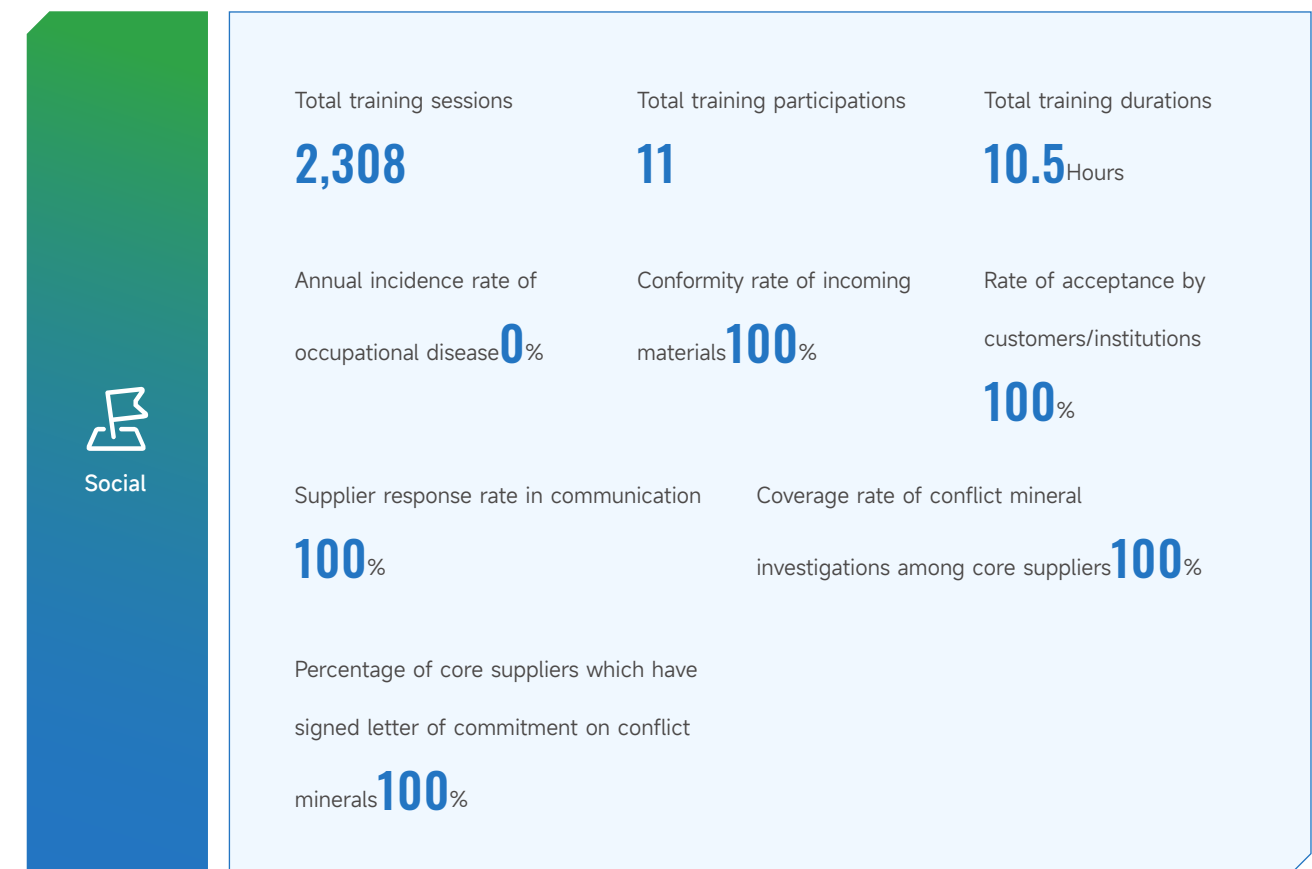 Social
Total training sessions
2,308
Total training participations
11
Total training durations
10.5Hours
Annual incidence rate of
occupational disease0%
Conformity rate of incoming
materials100%
Rate of acceptance by
customers/institutions
100%
Supplier response rate in communication
100%
Coverage rate of conflict mineral
investigations among core suppliers100%
Percentage of core suppliers which have
signed letter of commitment on conflict
minerals100%